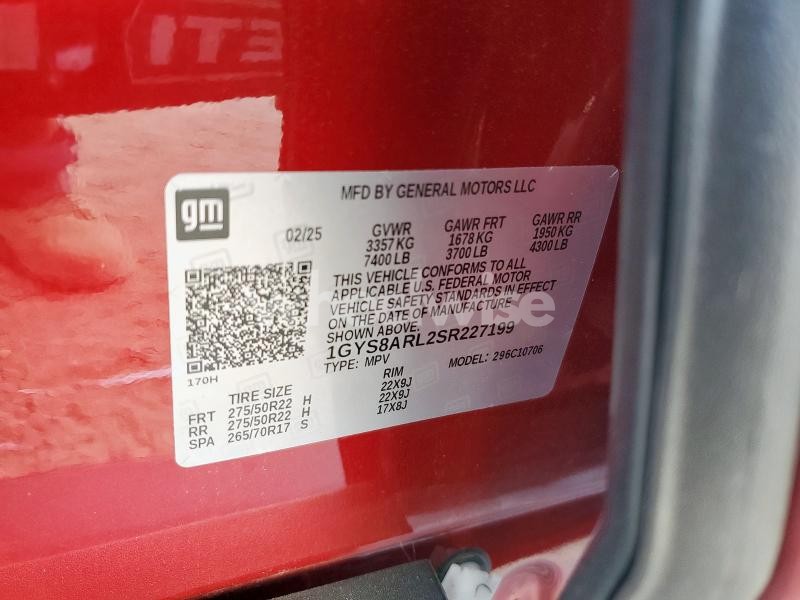 ETI
gm
MFD BY GENERAL MOTORS LLC
02/25 GVWR GAWR FRT GAWR RR
3357 KG 1678 KG 1950 KG
7400 LB 3700 LB 4300 LB
THIS VEHICLE CONFORMS TO ALL
APPLICABLE U.S. FEDERAL MOTOR
VEHICLE SAFETY STANDARDS IN EFFECT
ON THE DATE OF MANUFACTURE
SHOWN ABOVE.
1GYS8ARL2SR227199
TYPE: MPV MODEL: 296C10706
170H
TIRE SIZE RIM
FRT 275/50R22 H 22X9J
RR 275/50R22 H 22X9J
SPA 265/70R17 S 17X8J